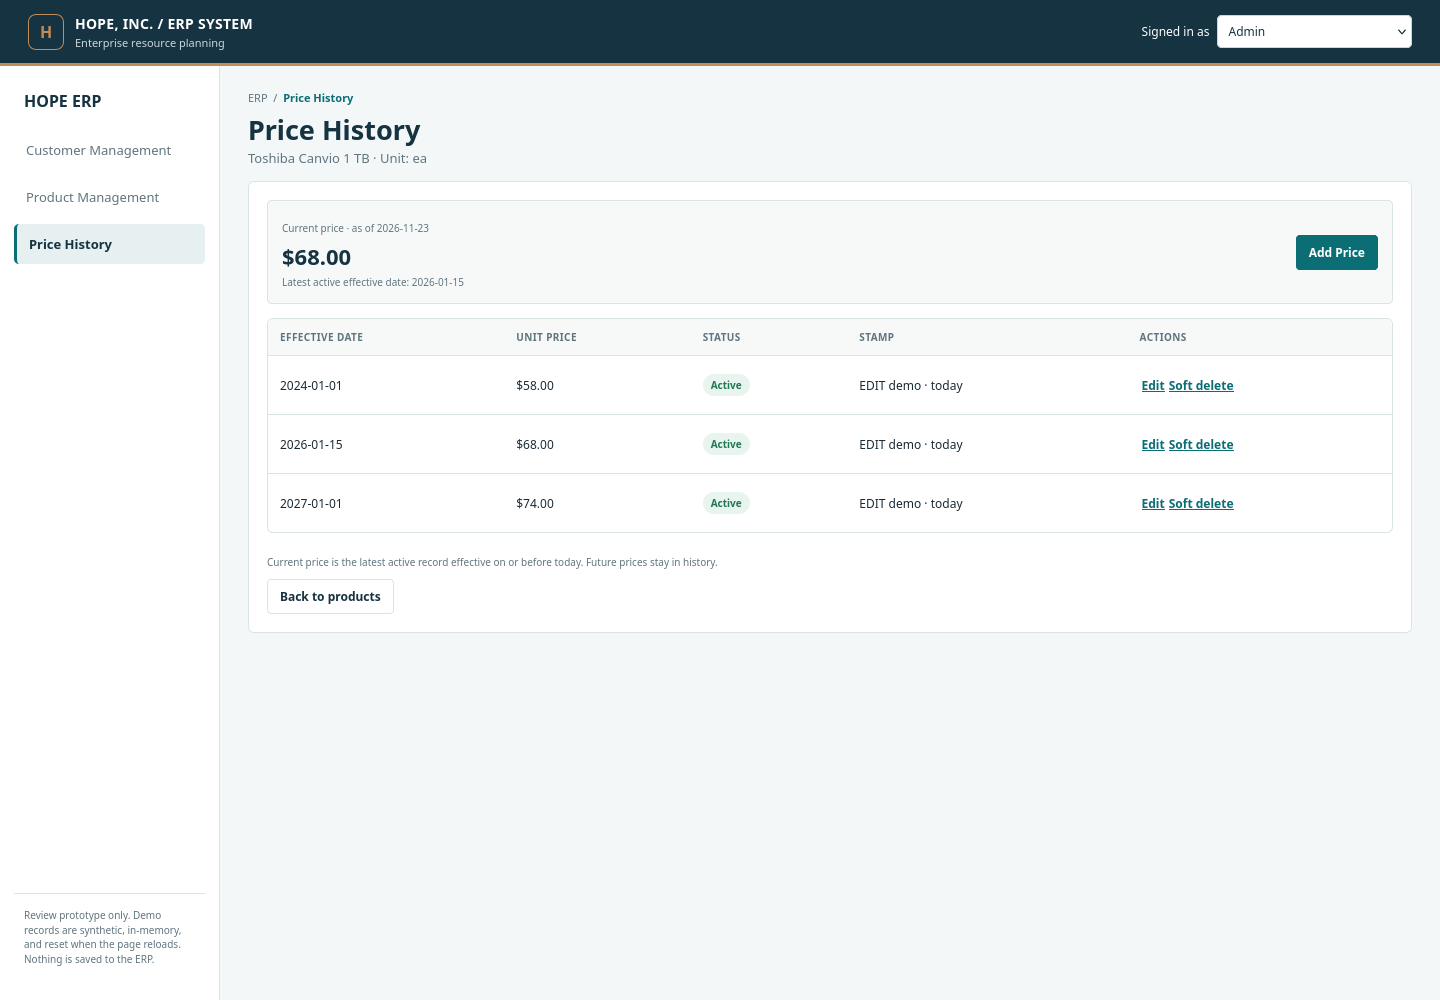 H
HOPE, INC. / ERP SYSTEM
Enterprise resource planning
Signed in as
Admin
HOPE ERP
Customer Management
Product Management
Price History
ERP / Price History
Price History
Toshiba Canvio 1 TB · Unit: ea
Current price · as of 2026-11-23
$68.00
Latest active effective date: 2026-01-15
Add Price
EFFECTIVE DATE UNIT PRICE STATUS STAMP ACTIONS
2024-01-01 $58.00 Active EDIT demo · today Edit Soft delete
2026-01-15 $68.00 Active EDIT demo · today Edit Soft delete
2027-01-01 $74.00 Active EDIT demo · today Edit Soft delete
Current price is the latest active record effective on or before today. Future prices stay in history.
Back to products
Review prototype only. Demo
records are synthetic, in-memory,
and reset when the page reloads.
Nothing is saved to the ERP.